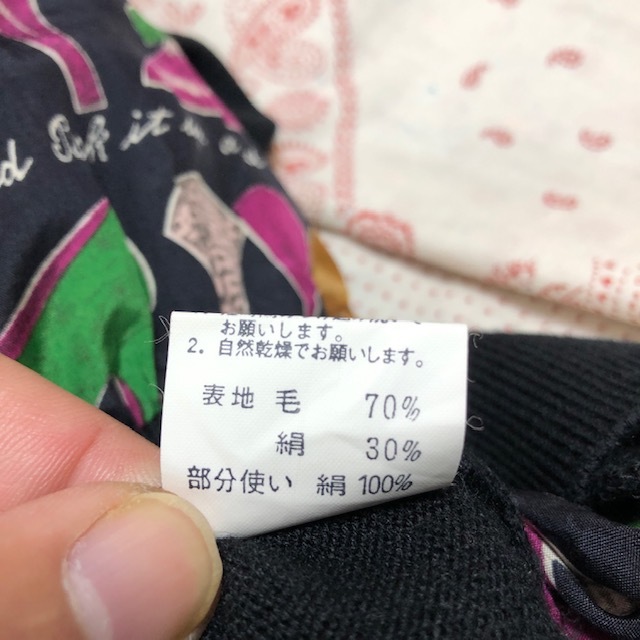 お願いします。
2. 自然乾燥でお願いします。
表地 毛 70%
絹 30%
部分使い 絹 100%
it